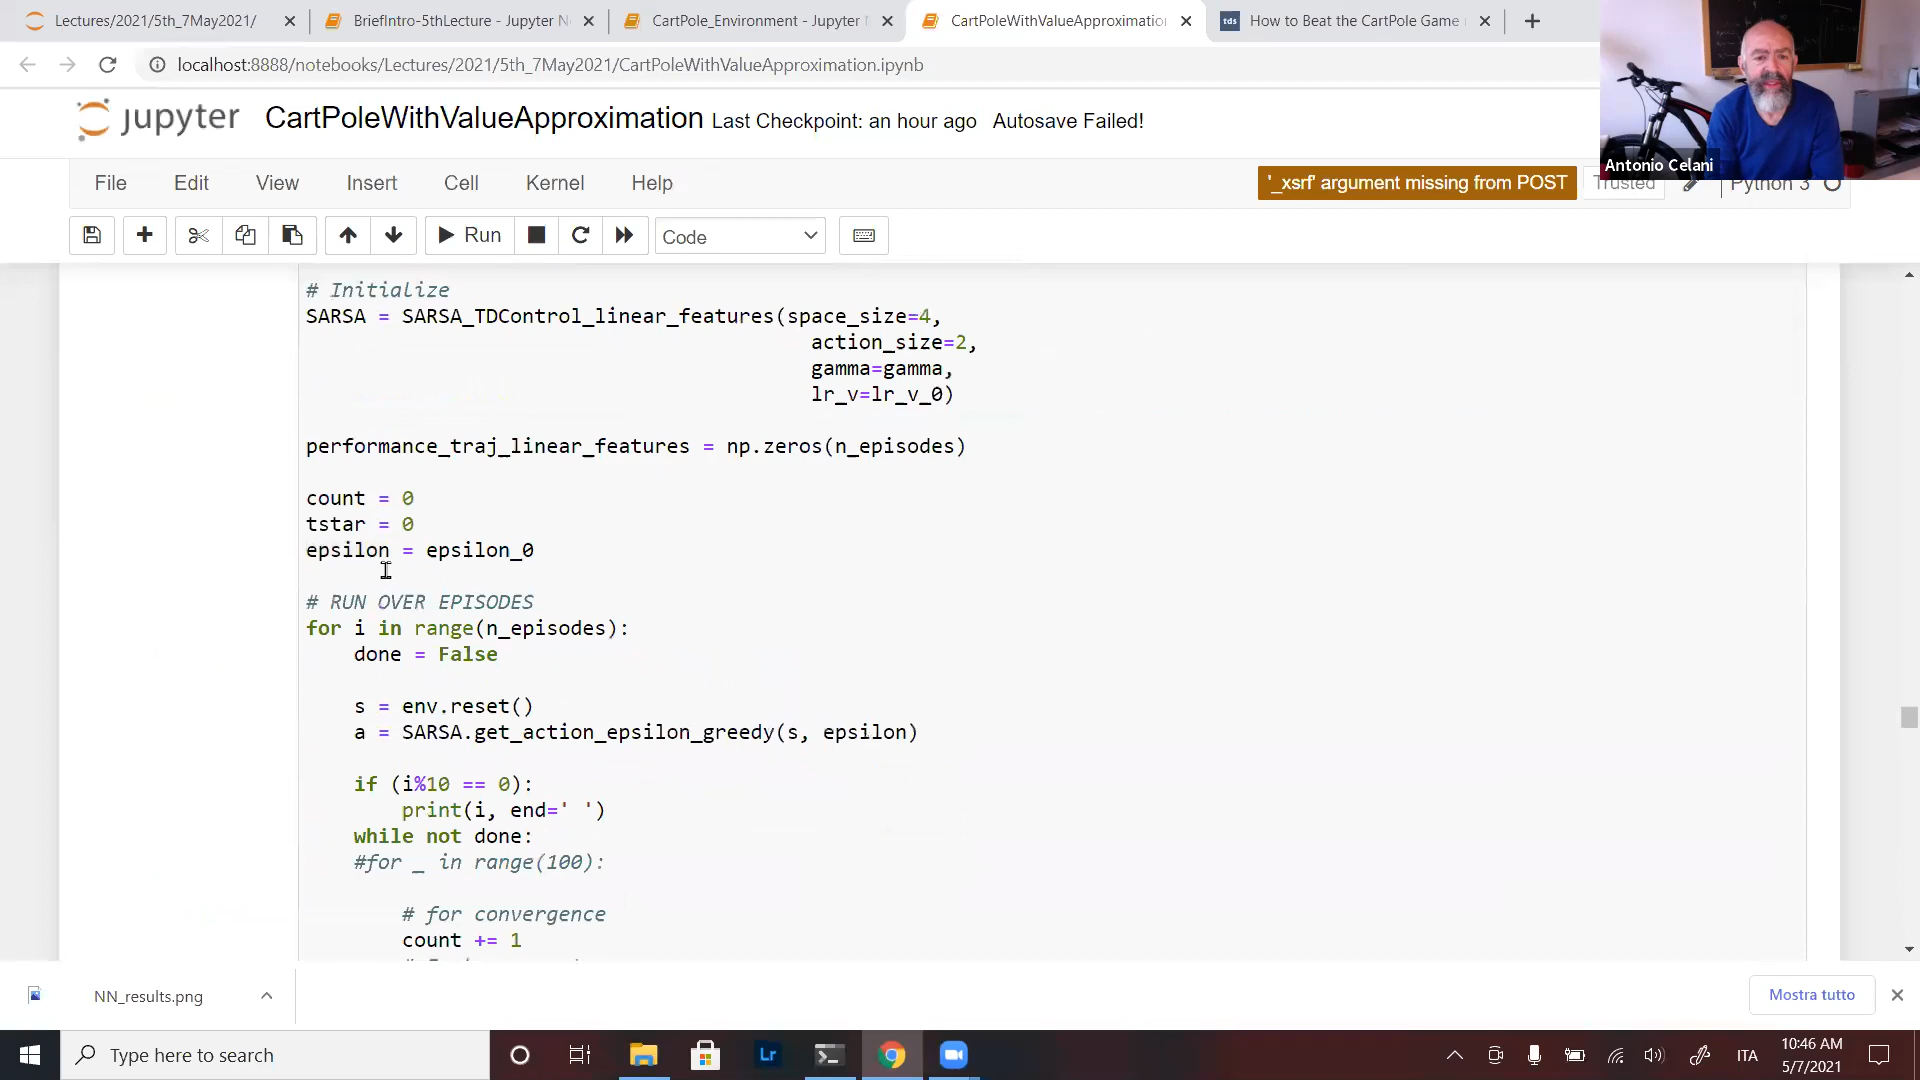 Lectures/2021/5th_7May2021/
BriefIntro-5thLecture - Jupyter N
CartPole_Environment - Jupyter
CartPoleWithValueApproximation
tds How to Beat the CartPole Game
localhost:8888/notebooks/Lectures/2021/5th_7May2021/CartPoleWithValueApproximation.ipynb
jupyter CartPoleWithValueApproximation Last Checkpoint: an hour ago Autosave Failed!
Antonio Celani
File Edit View Insert Cell Kernel Help
'_xsrf' argument missing from POST Trusted Python 3
Run Code
# Initialize
SARSA = SARSA_TDControl_linear_features(space_size=4,
action_size=2,
gamma=gamma,
lr_v=lr_v_0)
performance_traj_linear_features = np.zeros(n_episodes)
count = 0
tstar = 0
epsilon = epsilon_0
# RUN OVER EPISODES
for i in range(n_episodes):
done = False
s = env.reset()
a = SARSA.get_action_epsilon_greedy(s, epsilon)
if (i%10 == 0):
print(i, end=' ')
while not done:
#for _ in range(100):
# for convergence
count += 1
NN_results.png
Mostra tutto
Type here to search
Lr
ITA
10:46 AM
5/7/2021